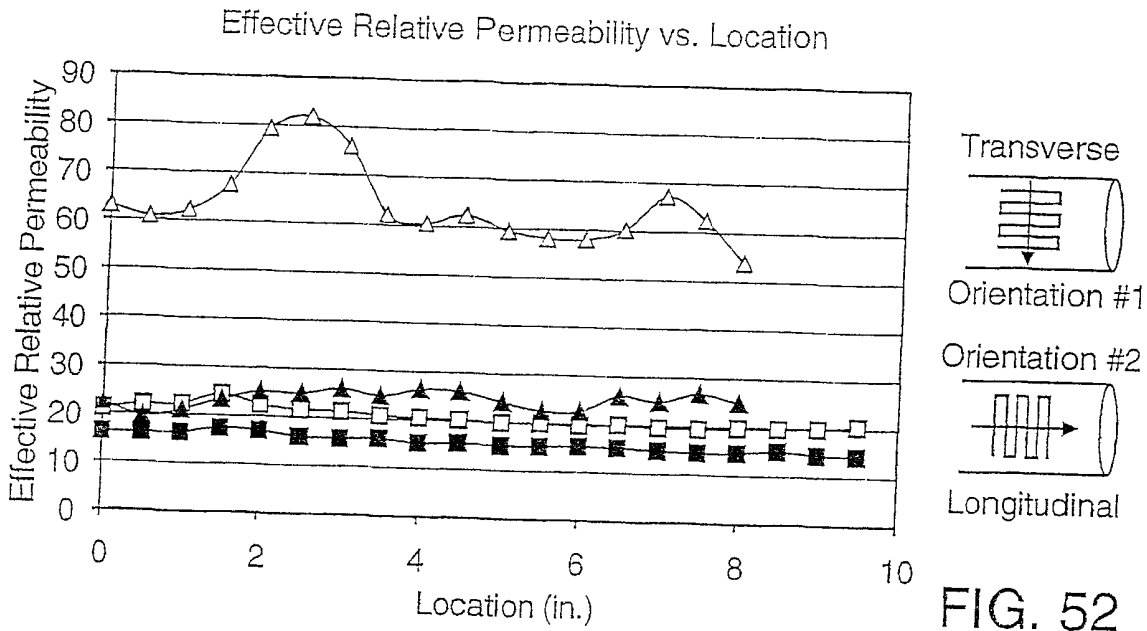 Effective Relative Permeability vs. Location
Effective Relative Permeability
90
80
70
60
50
40
30
20
10
0
0
2
4
6
8
10
Location (in.)
Transverse
Orientation #1
Orientation #2
Longitudinal
FIG. 52